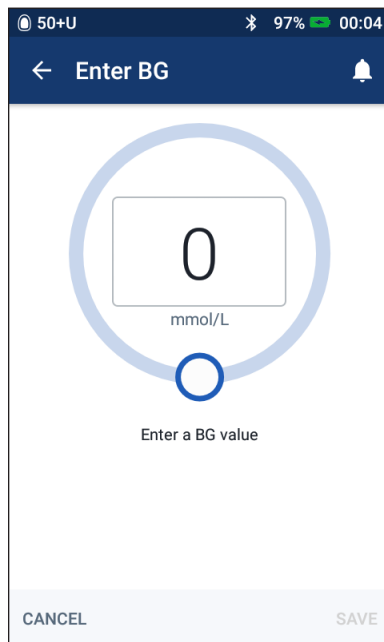 50+U 97% 00:04
Enter BG
0
mmol/L
Enter a BG value
CANCEL SAVE